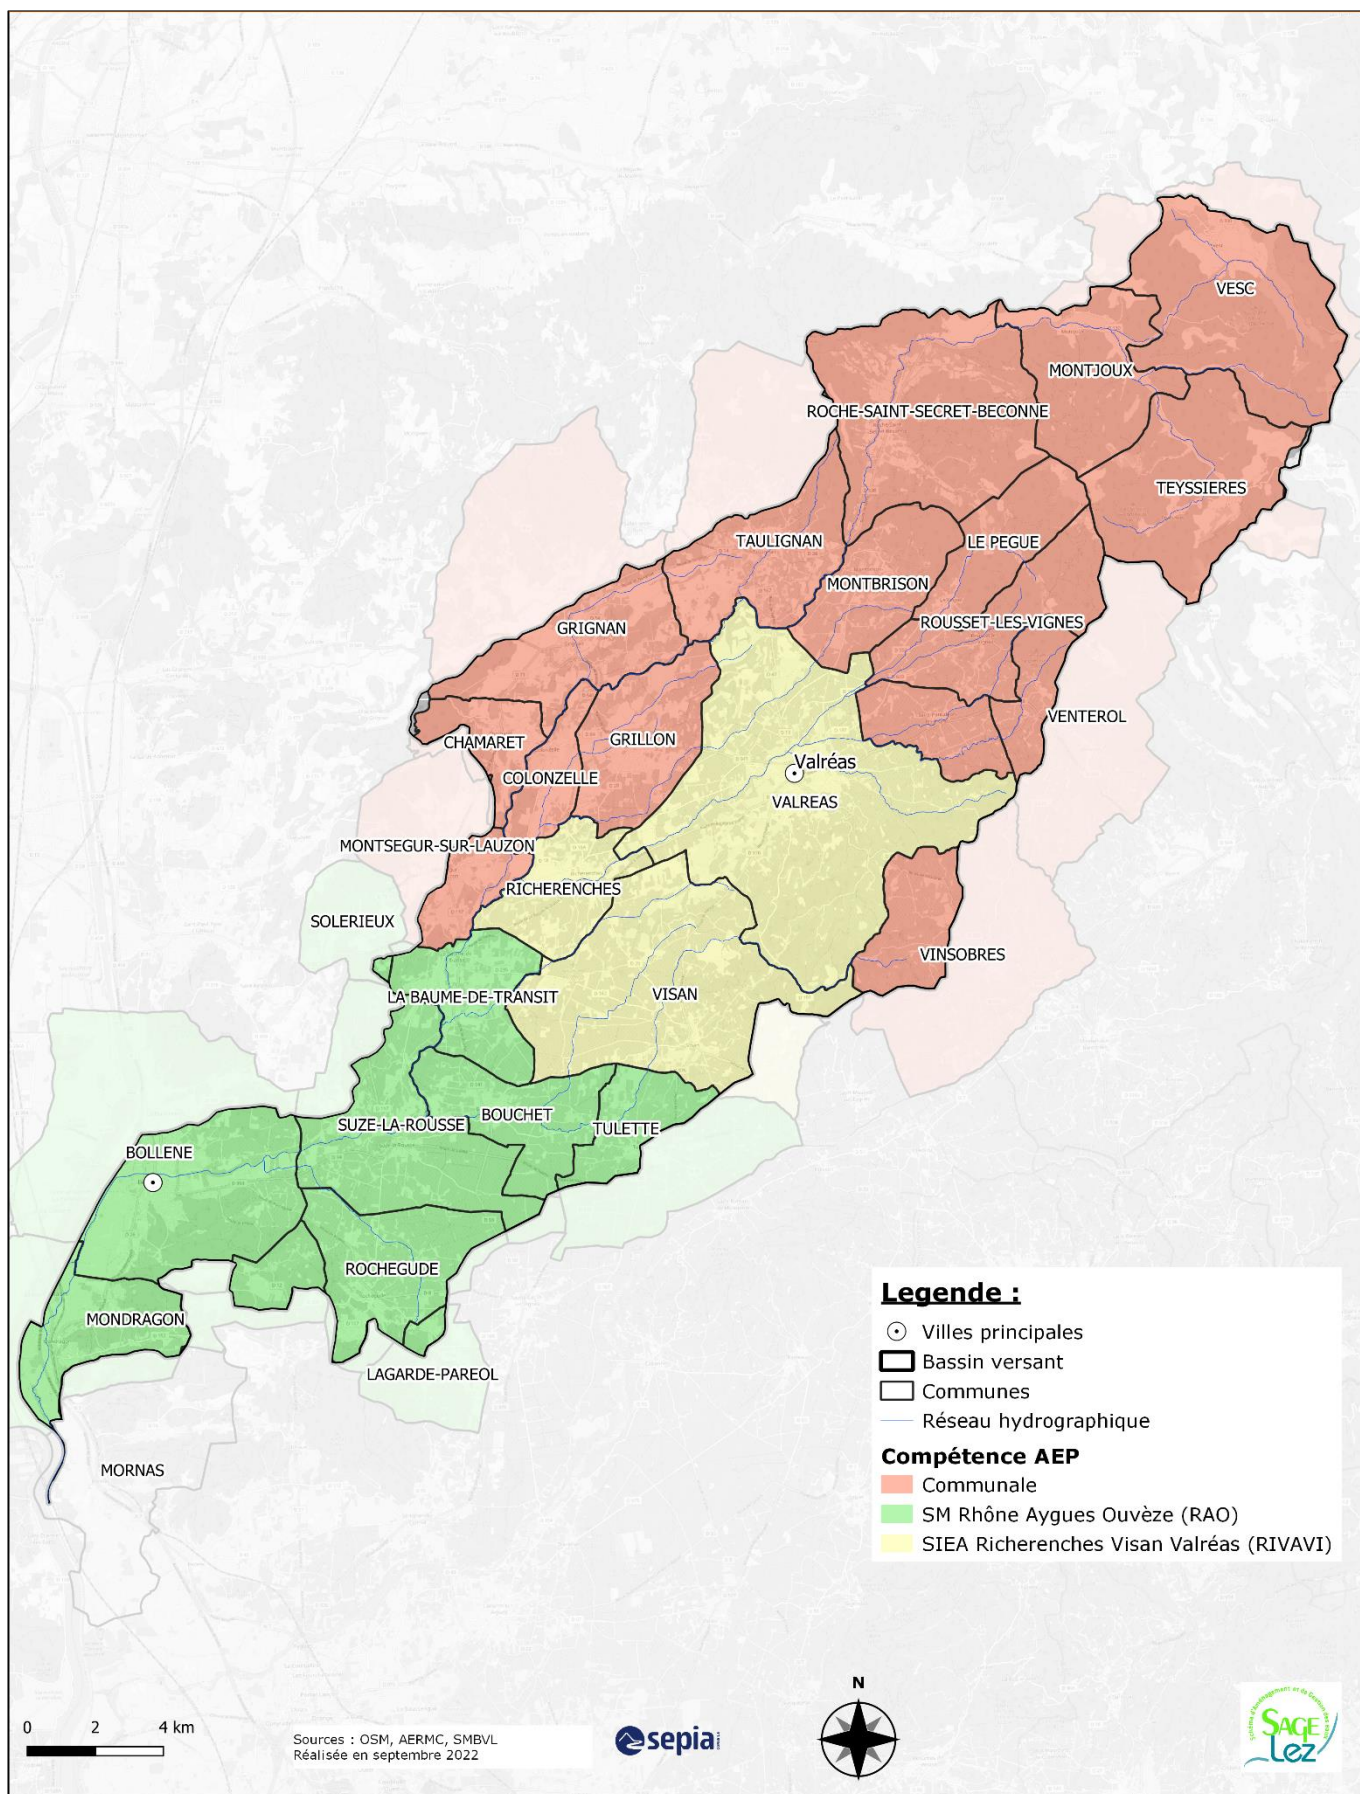 VESC
MONTJOUX
ROCHE-SAINT-SECRET-BECONNE
TEYSSIERES
TAULIGNAN
LE PEGUE
MONTBRISON
GRIGNAN
ROUSSET-LES-VIGNES
VENTEROL
CHAMARET
GRILLON
COLONZELLE
Valréas
VALREAS
MONTSEGUR-SUR-LAUZON
RICHERENCHES
SOLERIEUX
VINSOBRES
LA BAUME-DE-TRANSIT
VISAN
BOUCHET
SUZE-LA-ROUSSE
TULETTE
BOLLENE
ROCHEGUDE
MONDRAGON
LAGARDE-PAREOL
MORNAS
Legende :
Villes principales
Bassin versant
Communes
Réseau hydrographique
Compétence AEP
Communale
SM Rhône Aygues Ouvèze (RAO)
SIEA Richerenches Visan Valréas (RIVAVI)
0 2 4 km
Sources : OSM, AERMC, SMBVL
Réalisée en septembre 2022
sepia
N
SAGE
Lez